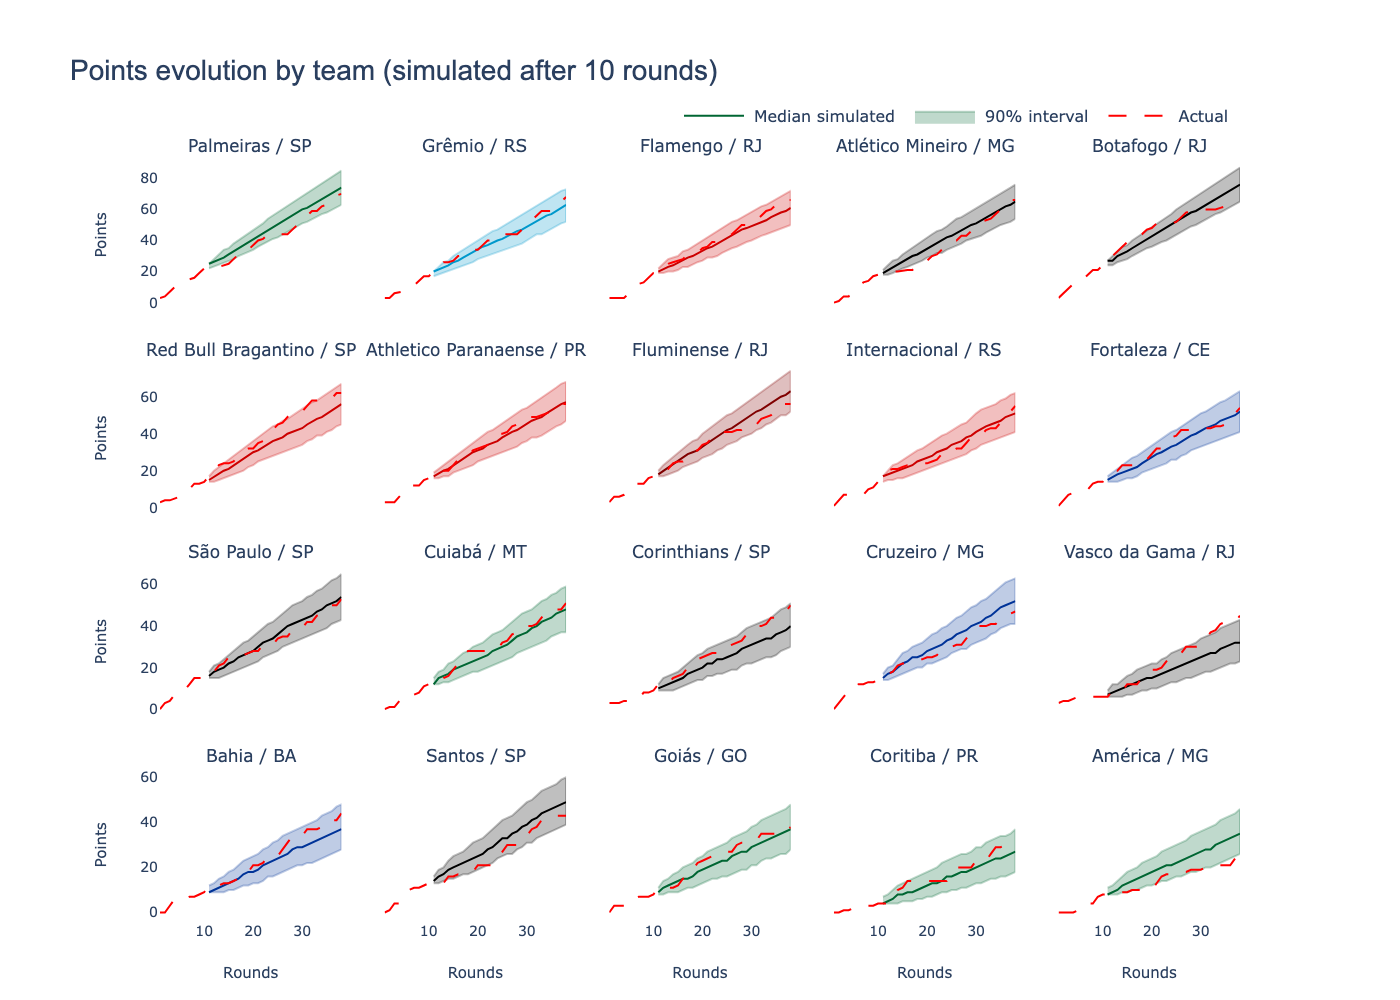 Points evolution by team (simulated after 10 rounds)
Median simulated 90% interval Actual
Palmeiras / SP Grêmio / RS Flamengo / RJ Atlético Mineiro / MG Botafogo / RJ
80
60
40
20
0
Points
Red Bull Bragantino / SP Athletico Paranaense / PR Fluminense / RJ Internacional / RS Fortaleza / CE
60
40
20
0
Points
São Paulo / SP Cuiabá / MT Corinthians / SP Cruzeiro / MG Vasco da Gama / RJ
60
40
20
0
Points
Bahia / BA Santos / SP Goiás / GO Coritiba / PR América / MG
60
40
20
0
Points
10 20 30 10 20 30 10 20 30 10 20 30 10 20 30
Rounds Rounds Rounds Rounds Rounds